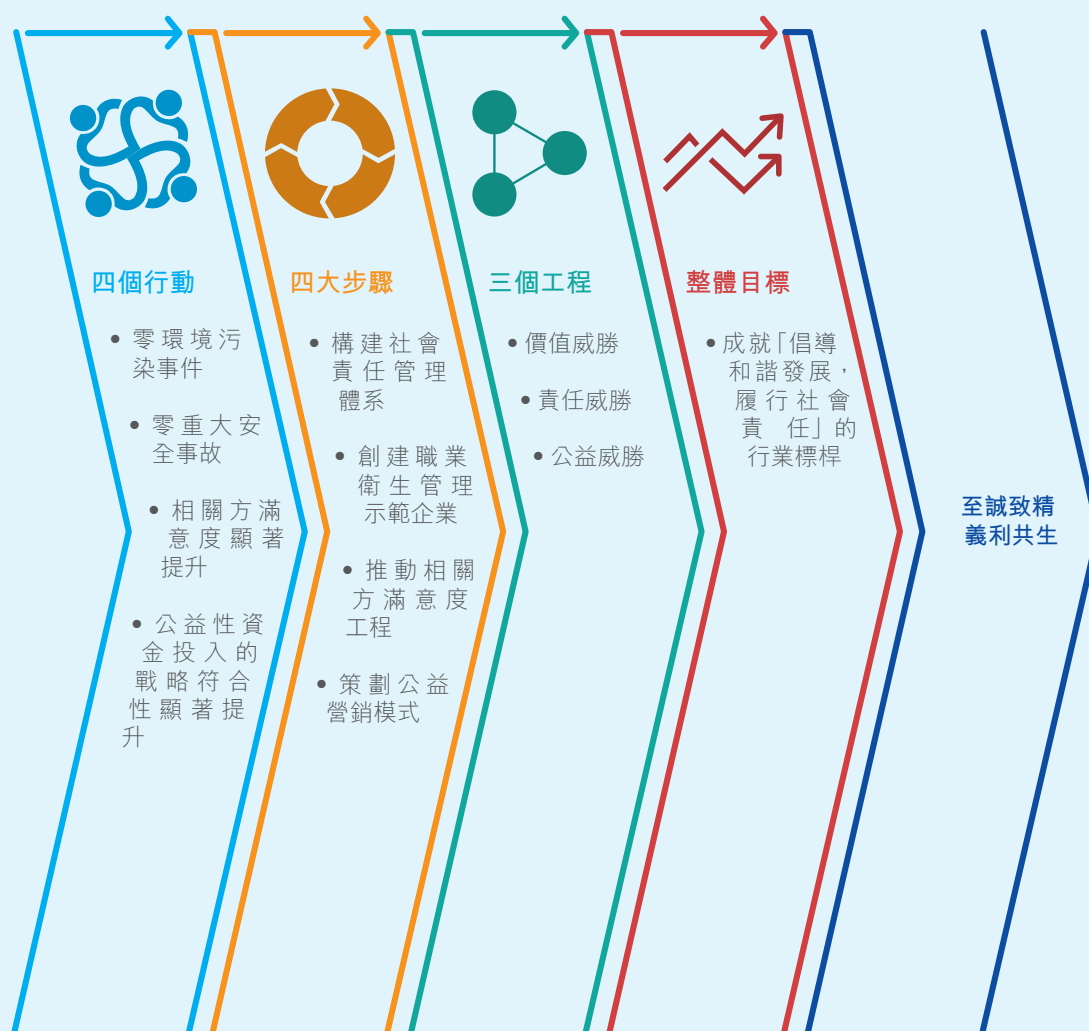 四個行動
• 零環境污
染事件
• 零重大安
全事故
• 相關方滿
意度顯著
提升
• 公益性資
金投入的
戰略符合
性顯著提
升
四大步驟
• 構建社會
責任管理
體系
• 創建職業
衛生管理
示範企業
• 推動相關
方滿意度
工程
• 策劃公益
營銷模式
三個工程
• 價值威勝
• 責任威勝
• 公益威勝
整體目標
• 成就「倡導
和諧發展，
履行社會
責 任」的
行業標桿
至誠致精
義利共生